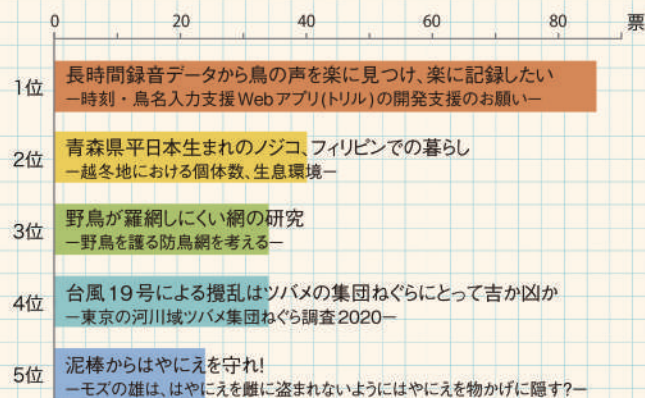 0 20 40 60 80 票
1位
長時間録音データから鳥の声を楽に見つけ、楽に記録したい
−時刻・鳥名入力支援Webアプリ(トリル)の開発支援のお願い−
2位
青森県平日本生まれのノジコ、フィリピンでの暮らし
−越冬地における個体数、生息環境−
3位
野鳥が羅網しにくい網の研究
−野鳥を護る防鳥網を考える−
4位
台風19号による攪乱はツバメの集団ねぐらにとって吉か凶か
−東京の河川域ツバメ集団ねぐら調査2020−
5位
泥棒からはやにえを守れ!
−モズの雄は、はやにえを雌に盗まれないようにはやにえを物かげに隠す?−